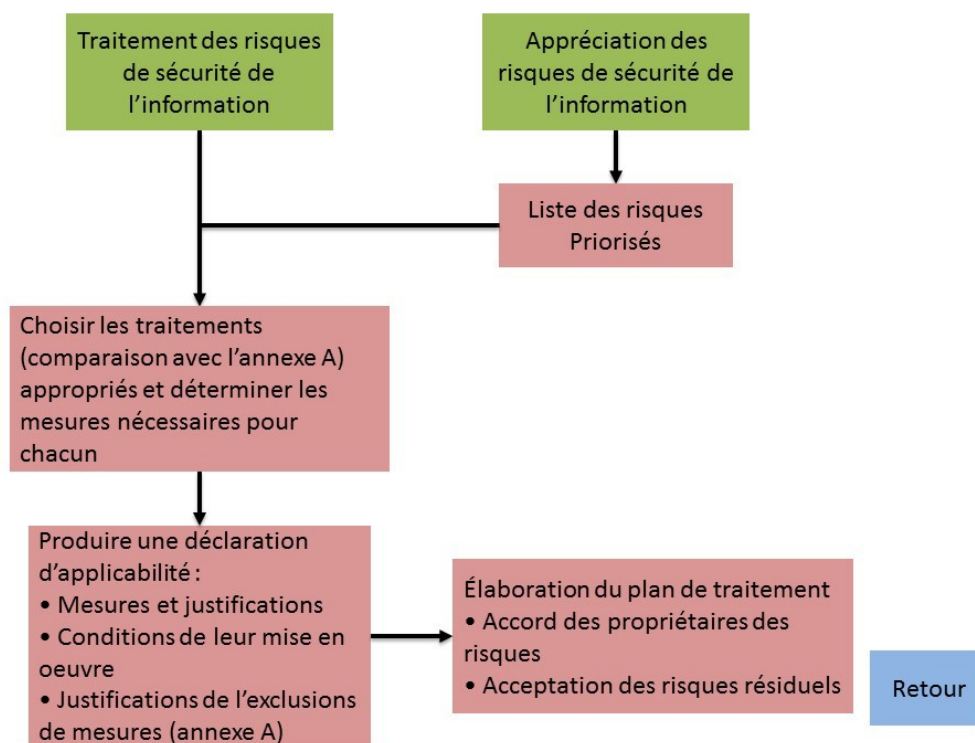 Traitement des risques
de sécurité de
l’information
Appréciation des
risques de sécurité de
l’information
Liste des risques
Priorisés
Choisir les traitements
(comparaison avec l’annexe A)
appropriés et déterminer les
mesures nécessaires pour
chacun
Produire une déclaration
d’applicabilité :
• Mesures et justifications
• Conditions de leur mise en
oeuvre
• Justifications de l’exclusions
de mesures (annexe A)
Élaboration du plan de traitement
• Accord des propriétaires des
risques
• Acceptation des risques résiduels
Retour